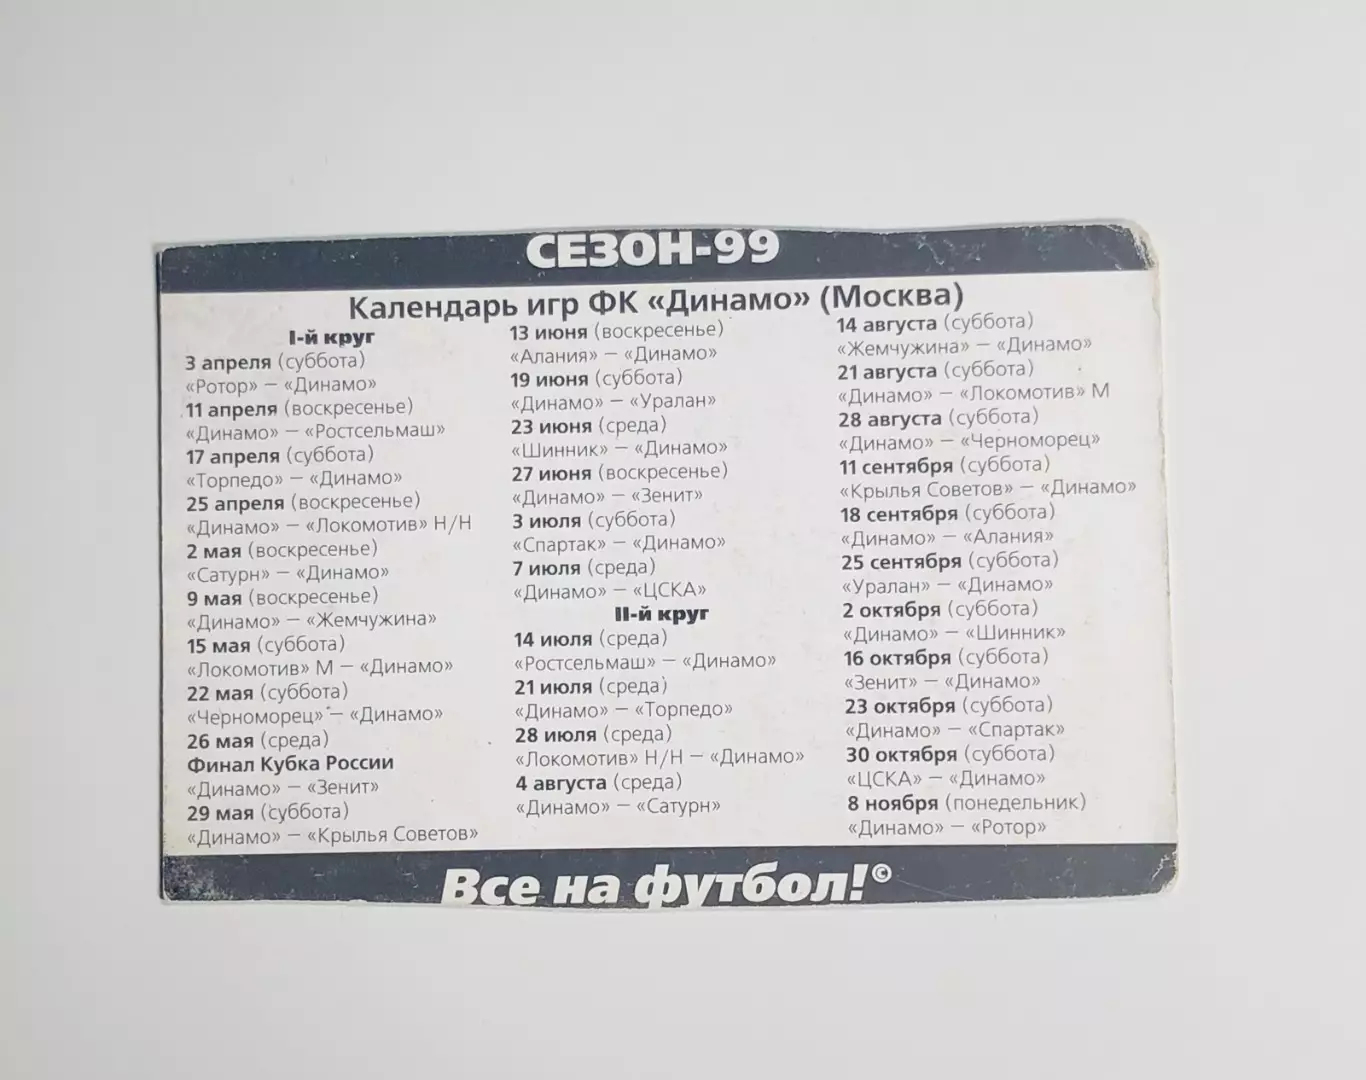 СЕЗОН-99
Календарь игр ФК «Динамо» (Москва)
I-й круг
3 апреля (суббота)
«Ротор» – «Динамо»
11 апреля (воскресенье)
«Динамо» – «Ростсельмаш»
17 апреля (суббота)
«Торпедо» – «Динамо»
25 апреля (воскресенье)
«Динамо» – «Локомотив» Н/Н
2 мая (воскресенье)
«Сатурн» – «Динамо»
9 мая (воскресенье)
«Динамо» – «Жемчужина»
15 мая (суббота)
«Локомотив» М – «Динамо»
22 мая (суббота)
«Черноморец» – «Динамо»
26 мая (среда)
Финал Кубка России
«Динамо» – «Зенит»
29 мая (суббота)
«Динамо» – «Крылья Советов»
13 июня (воскресенье)
«Алания» – «Динамо»
19 июня (суббота)
«Динамо» – «Уралан»
23 июня (среда)
«Шинник» – «Динамо»
27 июня (воскресенье)
«Динамо» – «Зенит»
3 июля (суббота)
«Спартак» – «Динамо»
7 июля (среда)
«Динамо» – «ЦСКА»
II-й круг
14 июля (среда)
«Ростсельмаш» – «Динамо»
21 июля (среда)
«Динамо» – «Торпедо»
28 июля (среда)
«Локомотив» Н/Н – «Динамо»
4 августа (среда)
«Динамо» – «Сатурн»
14 августа (суббота)
«Жемчужина» – «Динамо»
21 августа (суббота)
«Динамо» – «Локомотив» М
28 августа (суббота)
«Динамо» – «Черноморец»
11 сентября (суббота)
«Крылья Советов» – «Динамо»
18 сентября (суббота)
«Динамо» – «Алания»
25 сентября (суббота)
«Уралан» – «Динамо»
2 октября (суббота)
«Динамо» – «Шинник»
16 октября (суббота)
«Зенит» – «Динамо»
23 октября (суббота)
«Динамо» – «Спартак»
30 октября (суббота)
«ЦСКА» – «Динамо»
8 ноября (понедельник)
«Динамо» – «Ротор»
Все на футбол!©